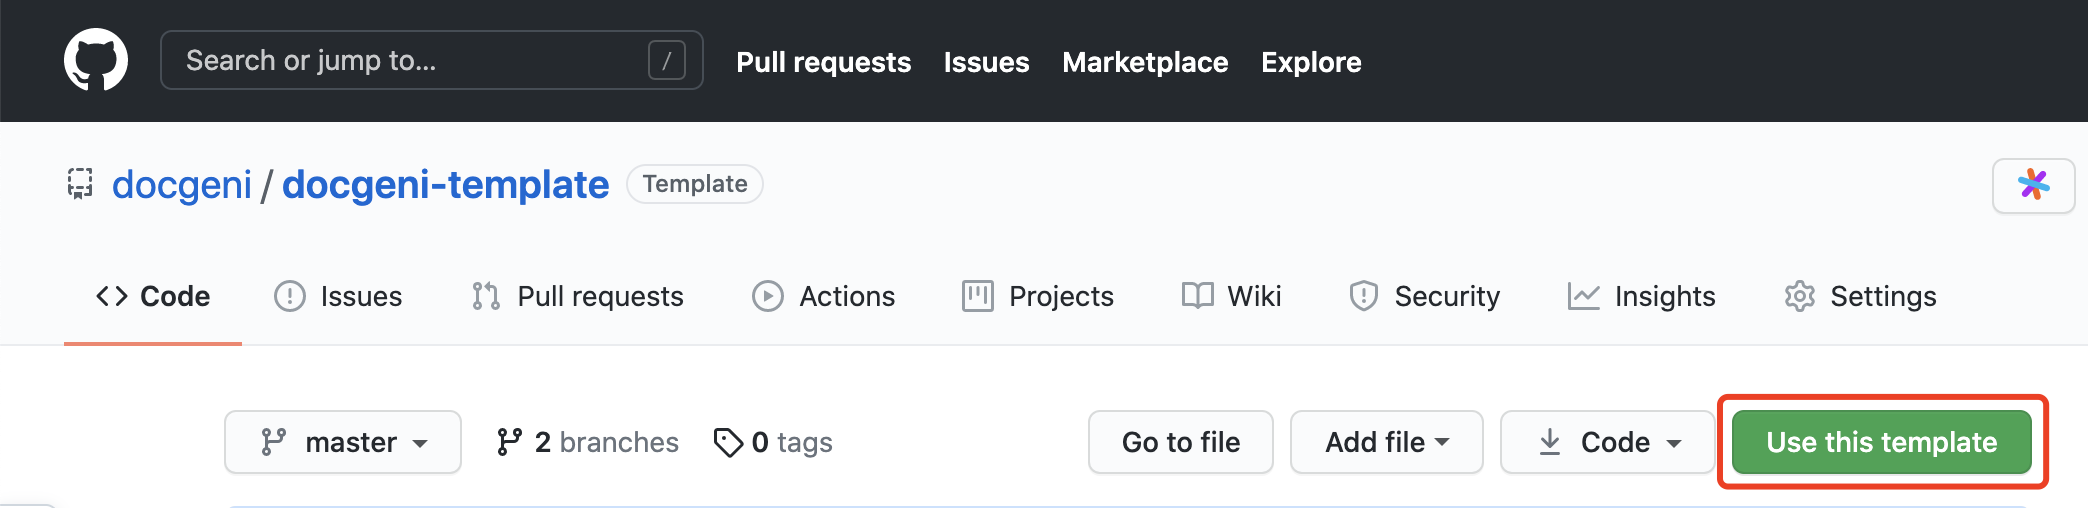 Search or jump to... / Pull requests Issues Marketplace Explore
docgeni / docgeni-template Template
Code Issues Pull requests Actions Projects Wiki Security Insights Settings
master 2 branches 0 tags Go to file Add file Code Use this template